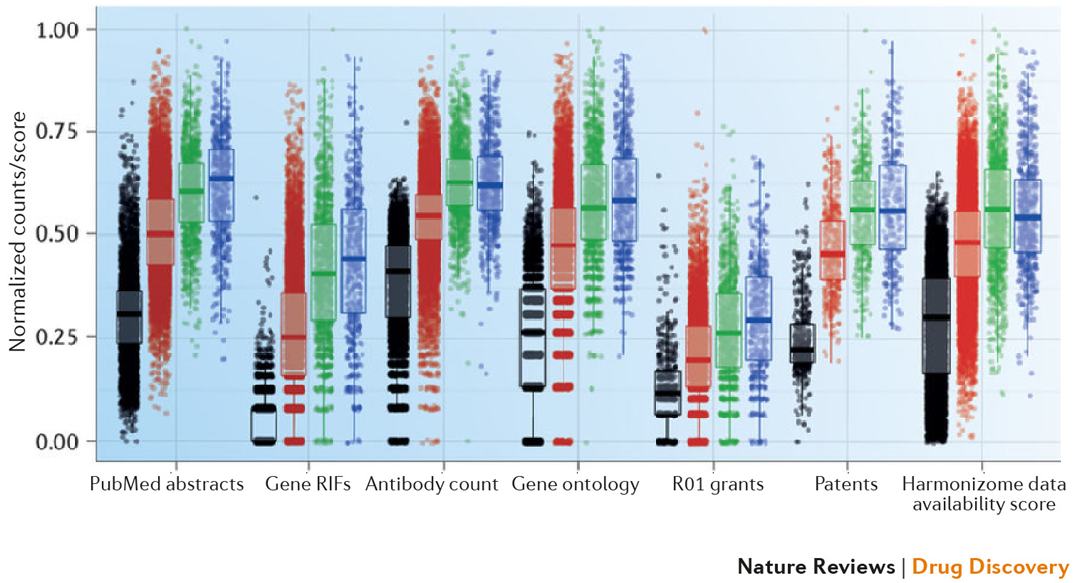 Normalized counts/score
1.00
0.75
0.50
0.25
0.00
PubMed abstracts
Gene RIFs
Antibody count
Gene ontology
R01 grants
Patents
Harmonizome data
availability score
Nature Reviews | Drug Discovery